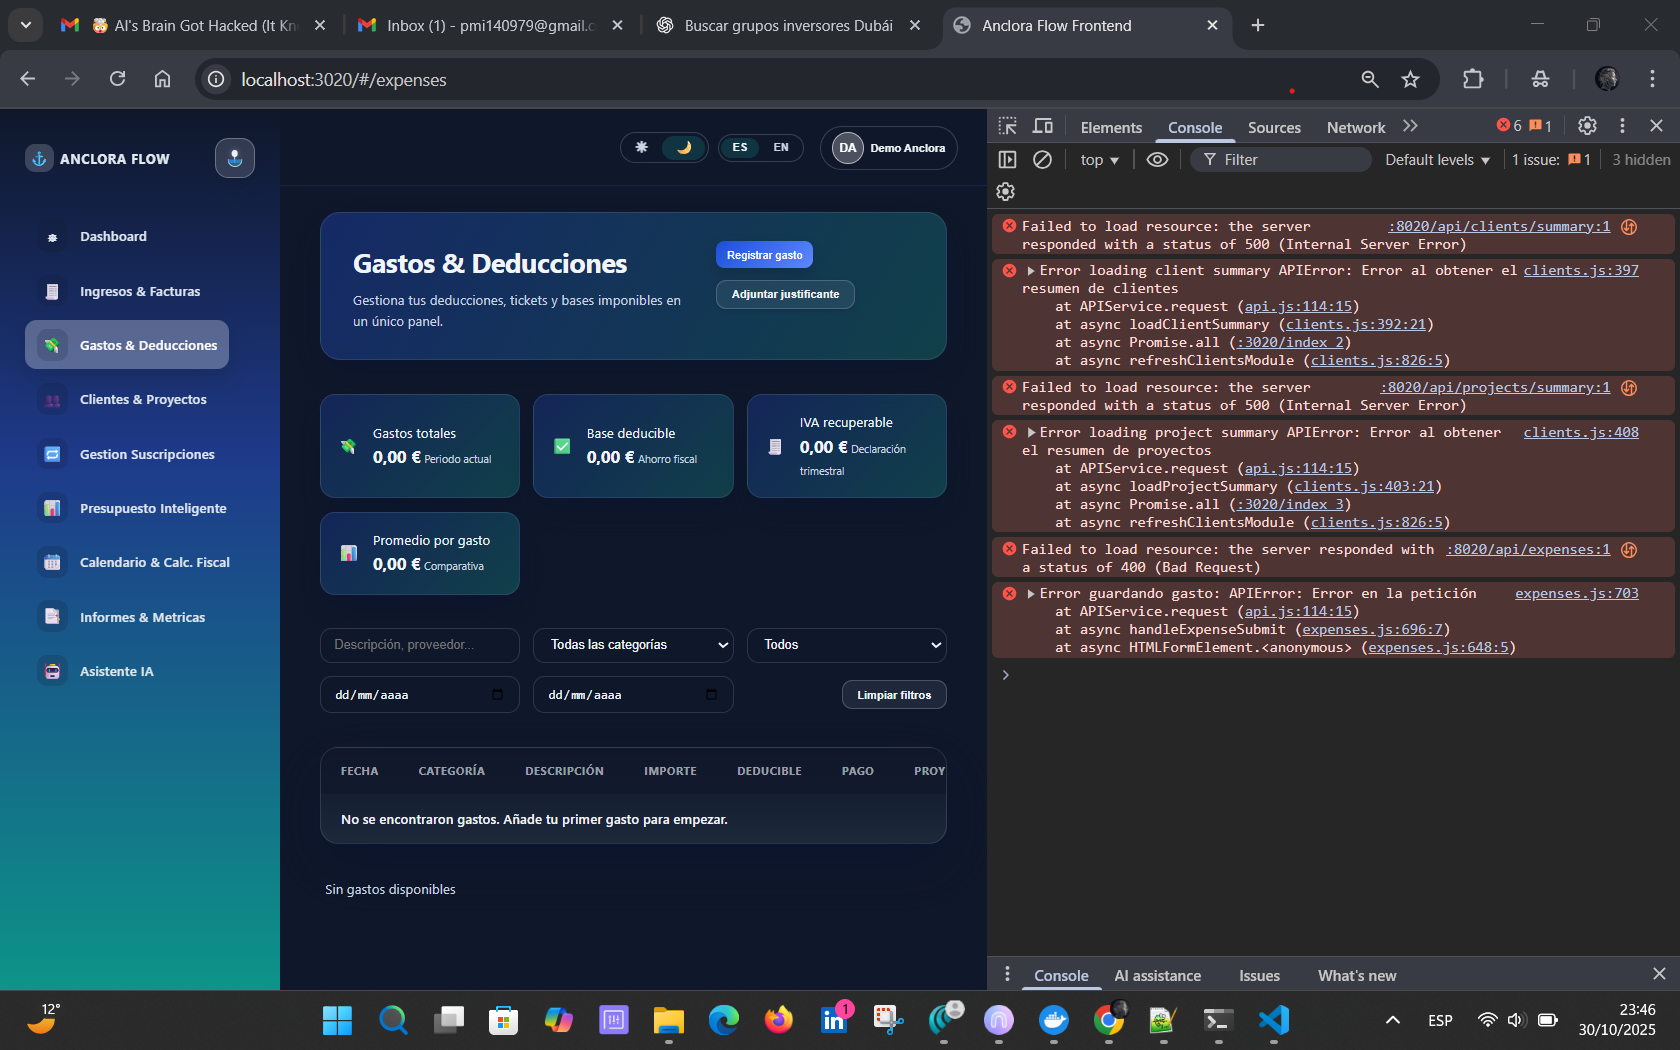 AI's Brain Got Hacked (It Kn
Inbox (1) - pmi140979@gmail.c
Buscar grupos inversores Dubái
Anclora Flow Frontend
localhost:3020/#/expenses
ANCLORA FLOW
Dashboard
Ingresos & Facturas
Gastos & Deducciones
Clientes & Proyectos
Gestion Suscripciones
Presupuesto Inteligente
Calendario & Calc. Fiscal
Informes & Metricas
Asistente IA
ES
EN
DA
Demo Anclora
Gastos & Deducciones
Gestiona tus deducciones, tickets y bases imponibles en
un único panel.
Registrar gasto
Adjuntar justificante
Gastos totales
0,00 € Periodo actual
Base deducible
0,00 € Ahorro fiscal
IVA recuperable
0,00 € Declaración
trimestral
Promedio por gasto
0,00 € Comparativa
Descripción, proveedor...
Todas las categorías
Todos
dd/mm/aaaa
dd/mm/aaaa
Limpiar filtros
FECHA CATEGORÍA DESCRIPCIÓN IMPORTE DEDUCIBLE PAGO PROY
No se encontraron gastos. Añade tu primer gasto para empezar.
Sin gastos disponibles
Elements
Console
Sources
Network
6
1
top
Filter
Default levels
1 issue: 1
3 hidden
Failed to load resource: the server :8020/api/clients/summary:1
responded with a status of 500 (Internal Server Error)
Error loading client summary APIError: Error al obtener el clients.js:397
resumen de clientes
at APIService.request (api.js:114:15)
at async loadClientSummary (clients.js:392:21)
at async Promise.all (:3020/index 2)
at async refreshClientsModule (clients.js:826:5)
Failed to load resource: the server :8020/api/projects/summary:1
responded with a status of 500 (Internal Server Error)
Error loading project summary APIError: Error al obtener clients.js:408
el resumen de proyectos
at APIService.request (api.js:114:15)
at async loadProjectSummary (clients.js:403:21)
at async Promise.all (:3020/index 3)
at async refreshClientsModule (clients.js:826:5)
Failed to load resource: the server responded with :8020/api/expenses:1
a status of 400 (Bad Request)
Error guardando gasto: APIError: Error en la petición expenses.js:703
at APIService.request (api.js:114:15)
at async handleExpenseSubmit (expenses.js:696:7)
at async HTMLFormElement.<anonymous> (expenses.js:648:5)
Console
AI assistance
Issues
What's new
12°
1
ESP
23:46
30/10/2025